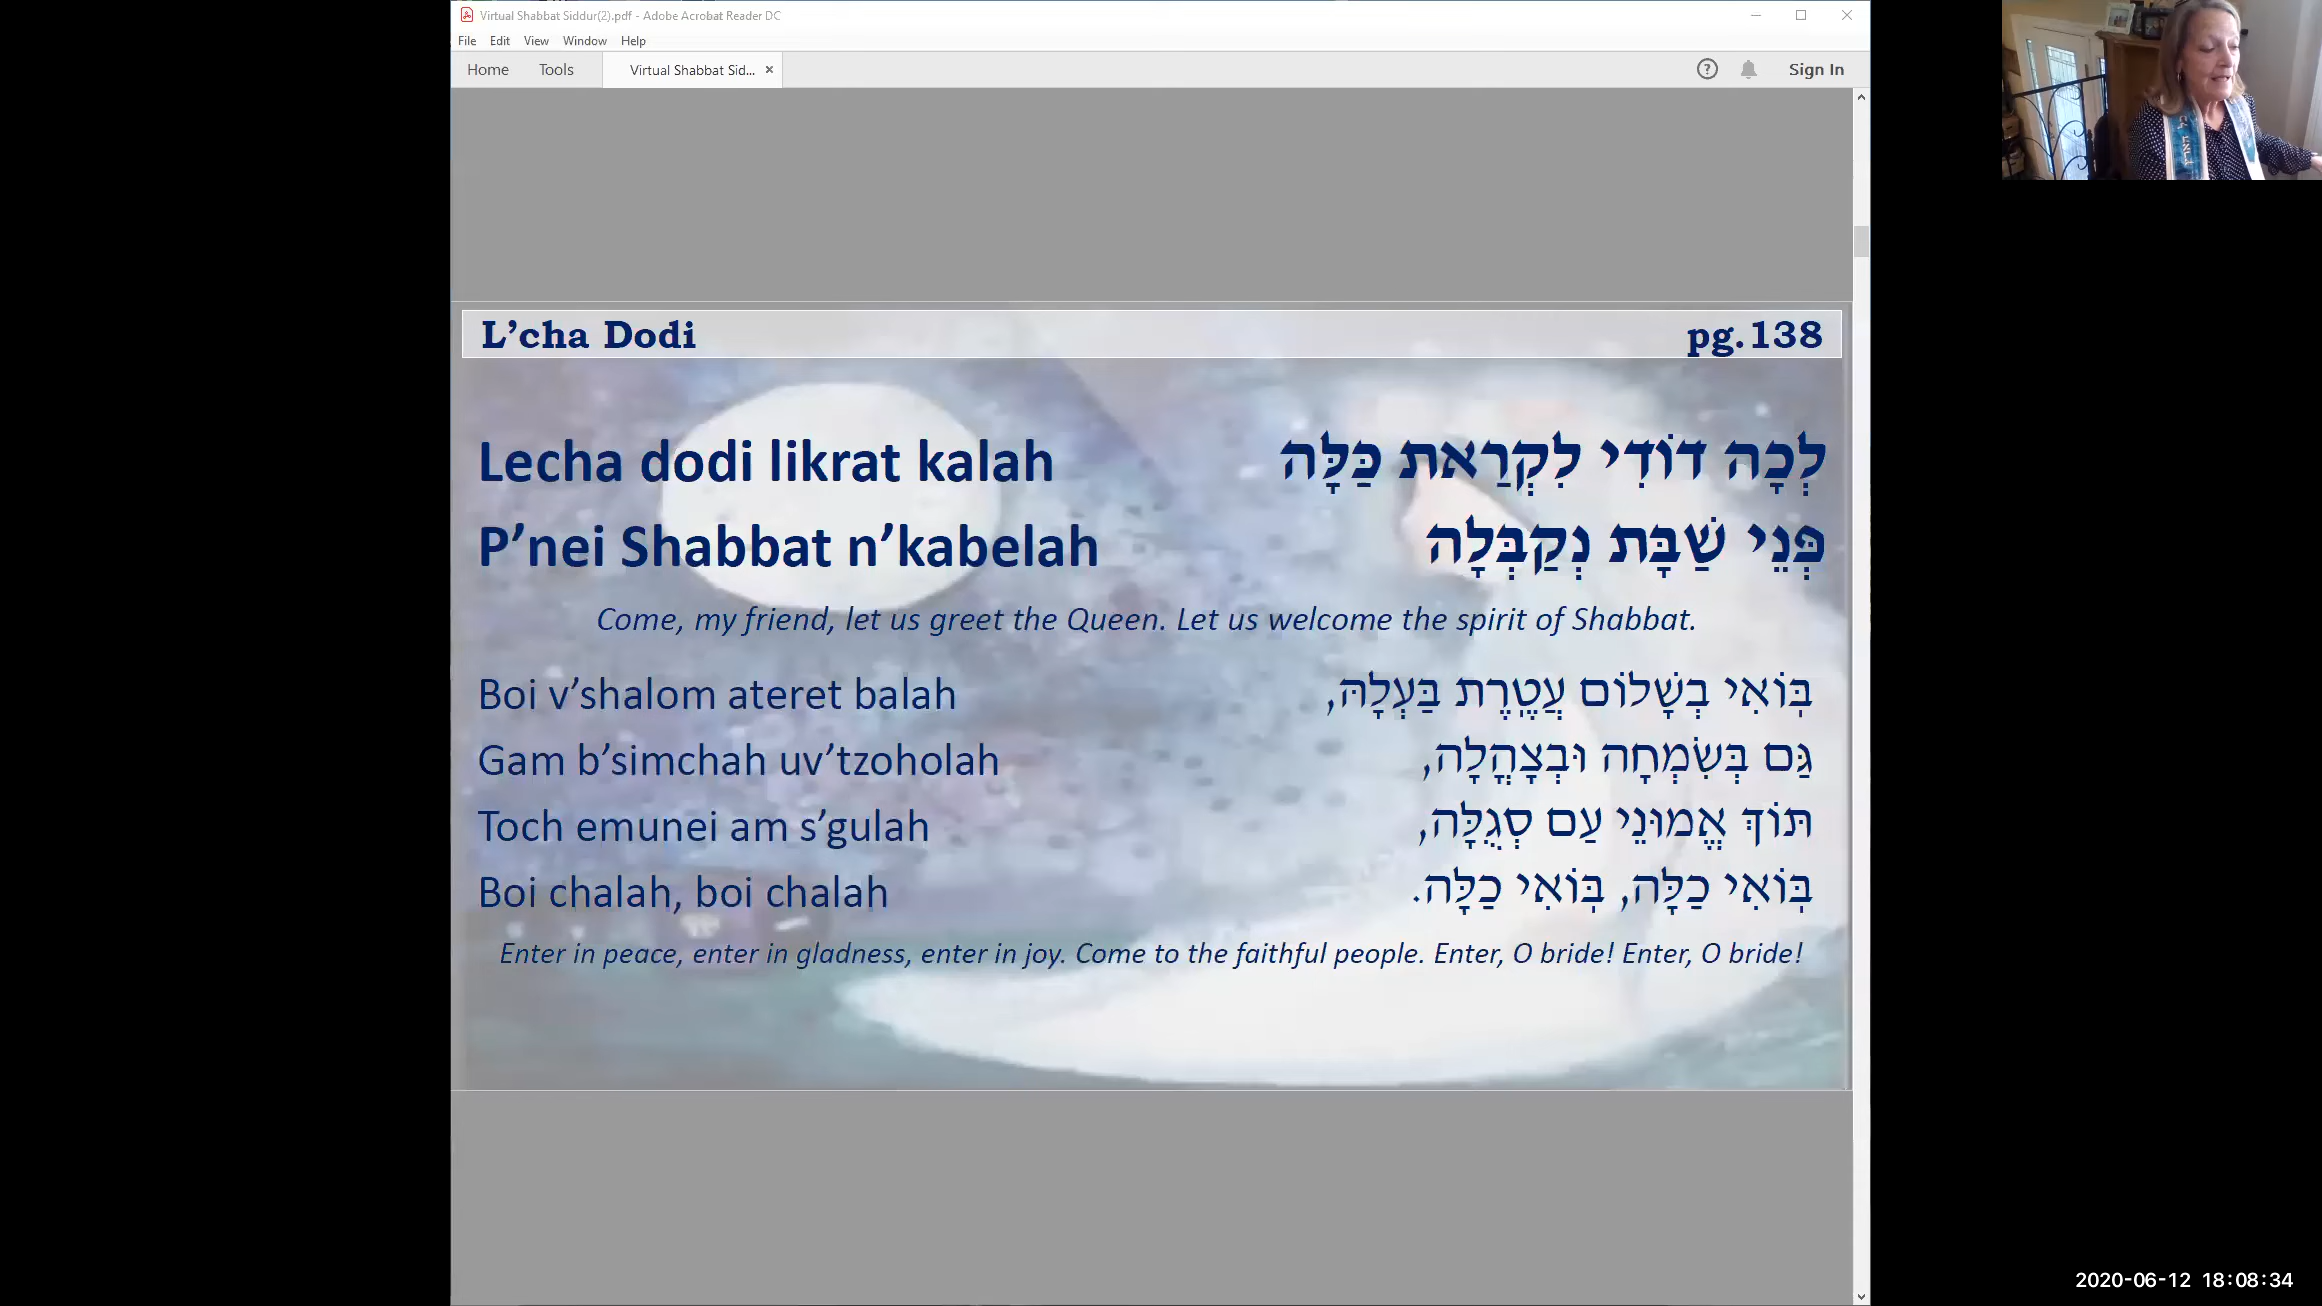 Virtual Shabbat Siddur(2).pdf - Adobe Acrobat Reader DC
File Edit View Window Help
Home Tools Virtual Shabbat Sid... × ? Sign In
L’cha Dodi pg.138
Lecha dodi likrat kalah
לְכָה דוֹדִי לִקְרַאת כַּלָּה
P’nei Shabbat n’kabelah
פְּנֵי שַׁבָּת נְקַבְּלָה
Come, my friend, let us greet the Queen. Let us welcome the spirit of Shabbat.
Boi v’shalom ateret balah
בּוֹאִי בְשָׁלוֹם עֲטֶרֶת בַּעְלָהּ,
Gam b’simchah uv’tzoholah
גַּם בְּשִׂמְחָה וּבְצָהֳלָה,
Toch emunei am s’gulah
תּוֹךְ אֱמוּנֵי עַם סְגֻלָּה,
Boi chalah, boi chalah
בּוֹאִי כַלָּה, בּוֹאִי כַלָּה.
Enter in peace, enter in gladness, enter in joy. Come to the faithful people. Enter, O bride! Enter, O bride!
2020-06-12 18:08:34